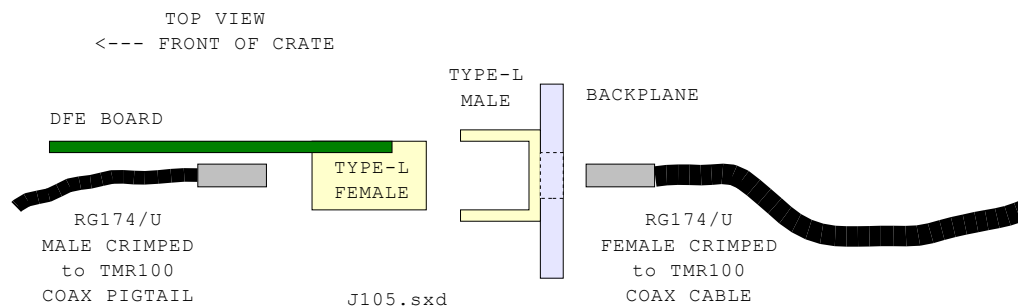 TOP VIEW
<--- FRONT OF CRATE
TYPE-L
MALE
BACKPLANE
DFE BOARD
TYPE-L
FEMALE
RG174/U
MALE CRIMPED
to TMR100
COAX PIGTAIL
RG174/U
FEMALE CRIMPED
to TMR100
COAX CABLE
J105.sxd